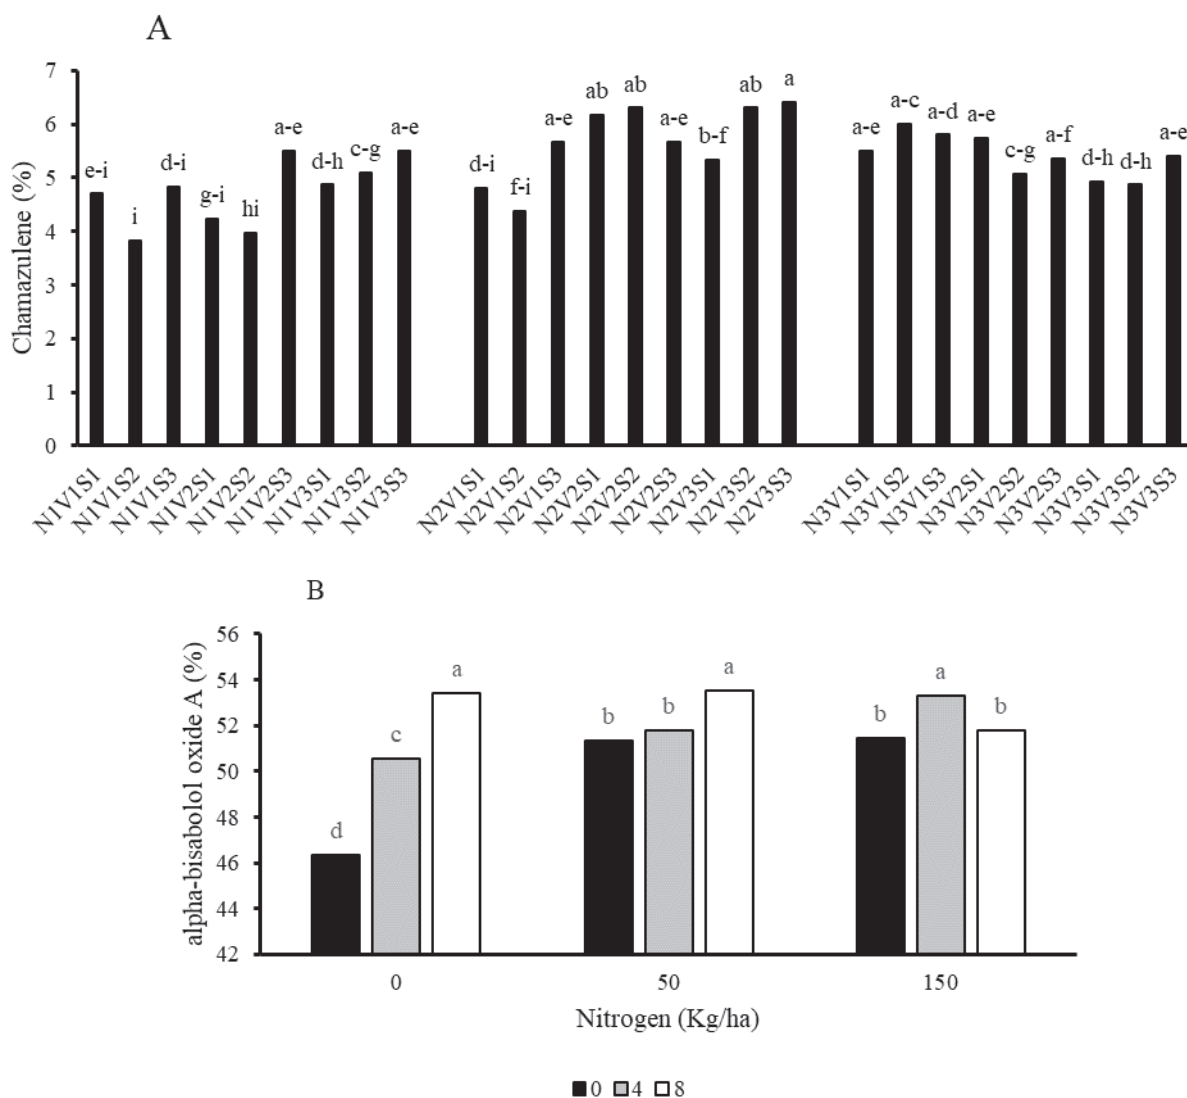 A
Chamazulene (%)
7
6
5
4
3
2
1
0
e-i
i
d-i
g-i
hi
a-e
d-h
c-g
a-e
d-i
f-i
a-e
ab
ab
a-e
b-f
ab
a
a-e
a-c
a-d
a-e
c-g
a-f
d-h
d-h
a-e
N1V1S1
N1V1S2
N1V1S3
N1V2S1
N1V2S2
N1V2S3
N1V3S1
N1V3S2
N1V3S3
N2V1S1
N2V1S2
N2V1S3
N2V2S1
N2V2S2
N2V2S3
N2V3S1
N2V3S2
N2V3S3
N3V1S1
N3V1S2
N3V1S3
N3V2S1
N3V2S2
N3V2S3
N3V3S1
N3V3S2
N3V3S3
B
alpha-bisabolol oxide A (%)
56
54
52
50
48
46
44
42
d
c
a
b
b
a
b
a
b
0
50
150
Nitrogen (Kg/ha)
0 4 8